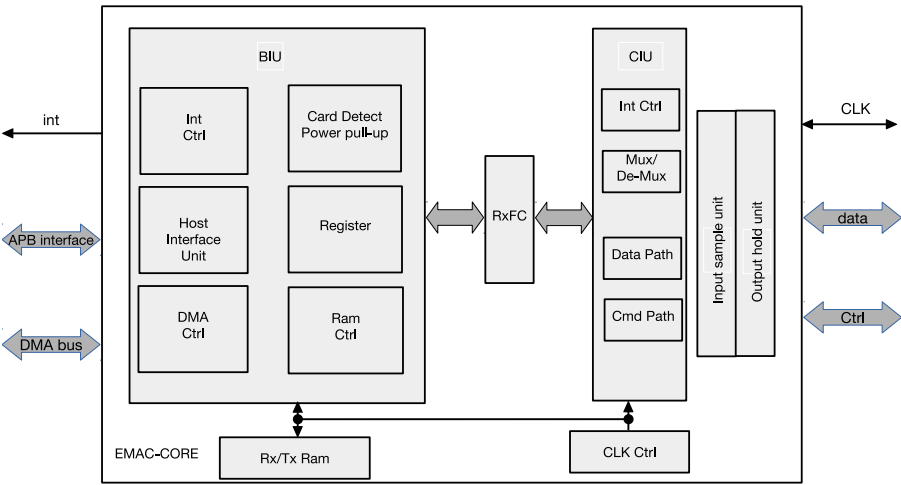 BIU
CIU
Int
Ctrl
Card Detect
Power pull-up
Int Ctrl
int
CLK
Mux/
De-Mux
Host
Interface
Unit
Register
RxFC
APB interface
data
Data Path
Input sample unit
Output hold unit
DMA
Ctrl
Ram
Ctrl
Cmd Path
DMA bus
Ctrl
EMAC-CORE
Rx/Tx Ram
CLK Ctrl